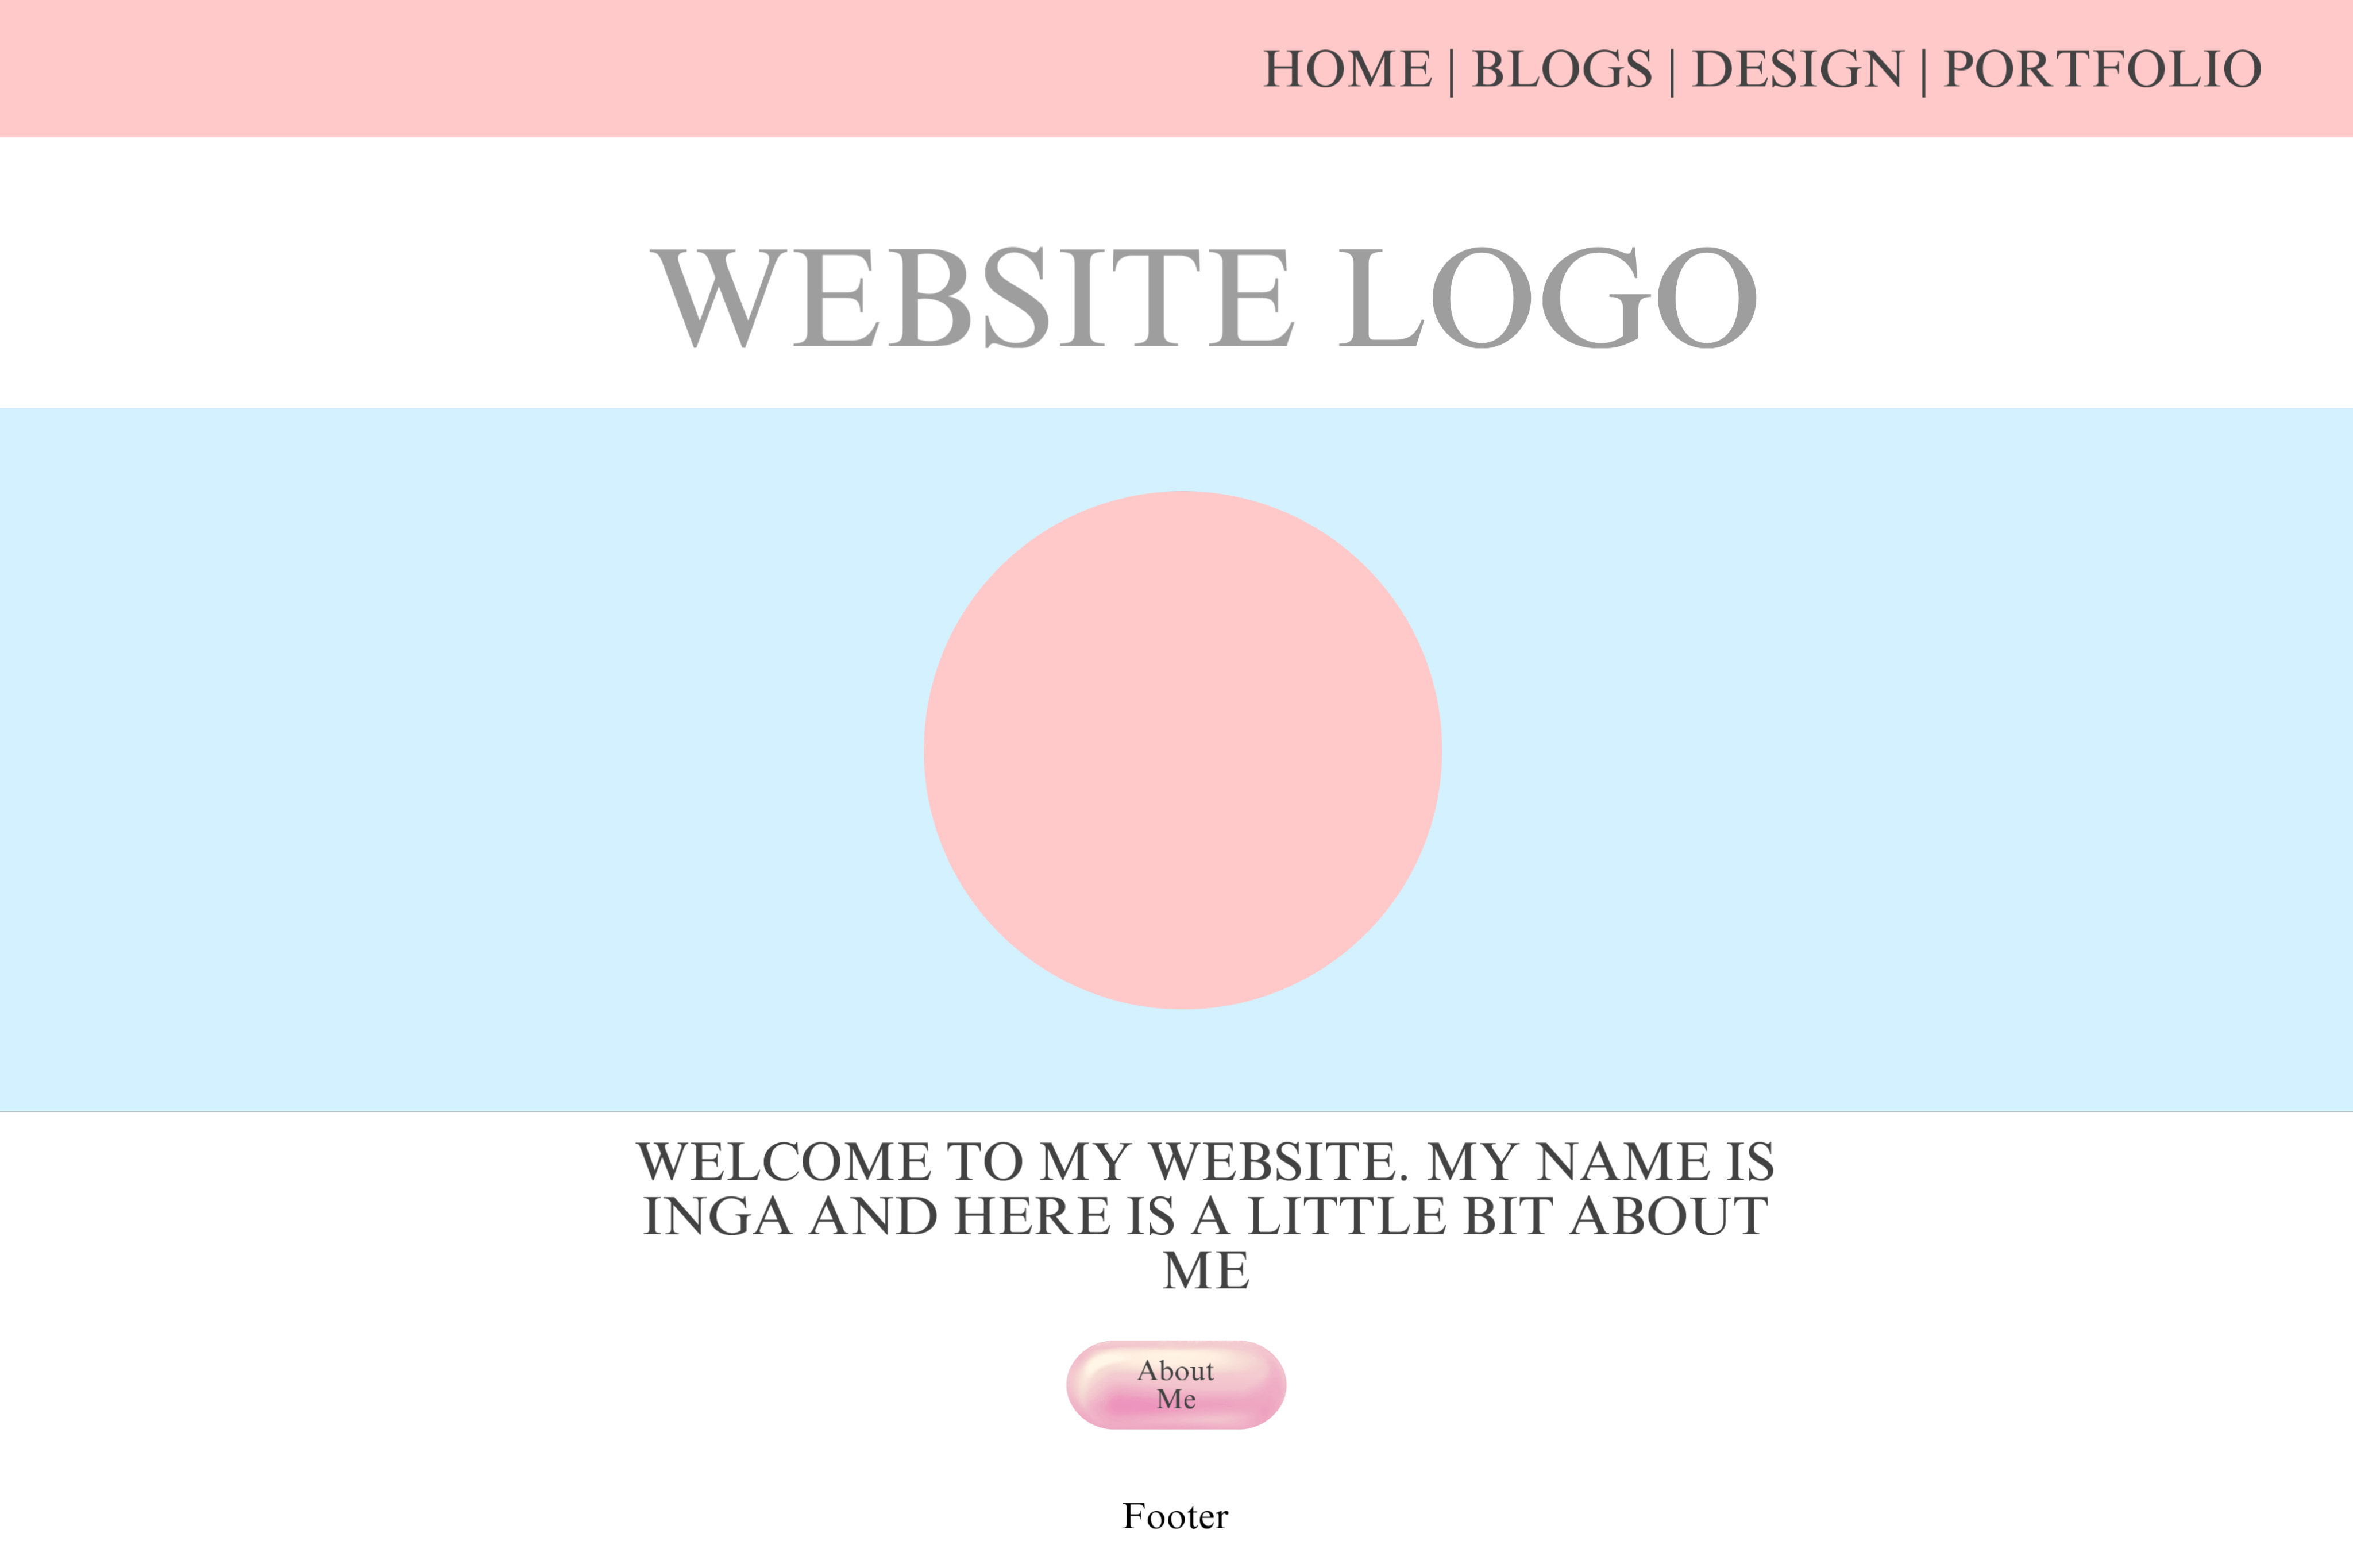 HOME | BLOGS | DESIGN | PORTFOLIO
WEBSITE LOGO
WELCOME TO MY WEBSITE. MY NAME IS
INGA AND HERE IS A LITTLE BIT ABOUT
ME
About
Me
Footer